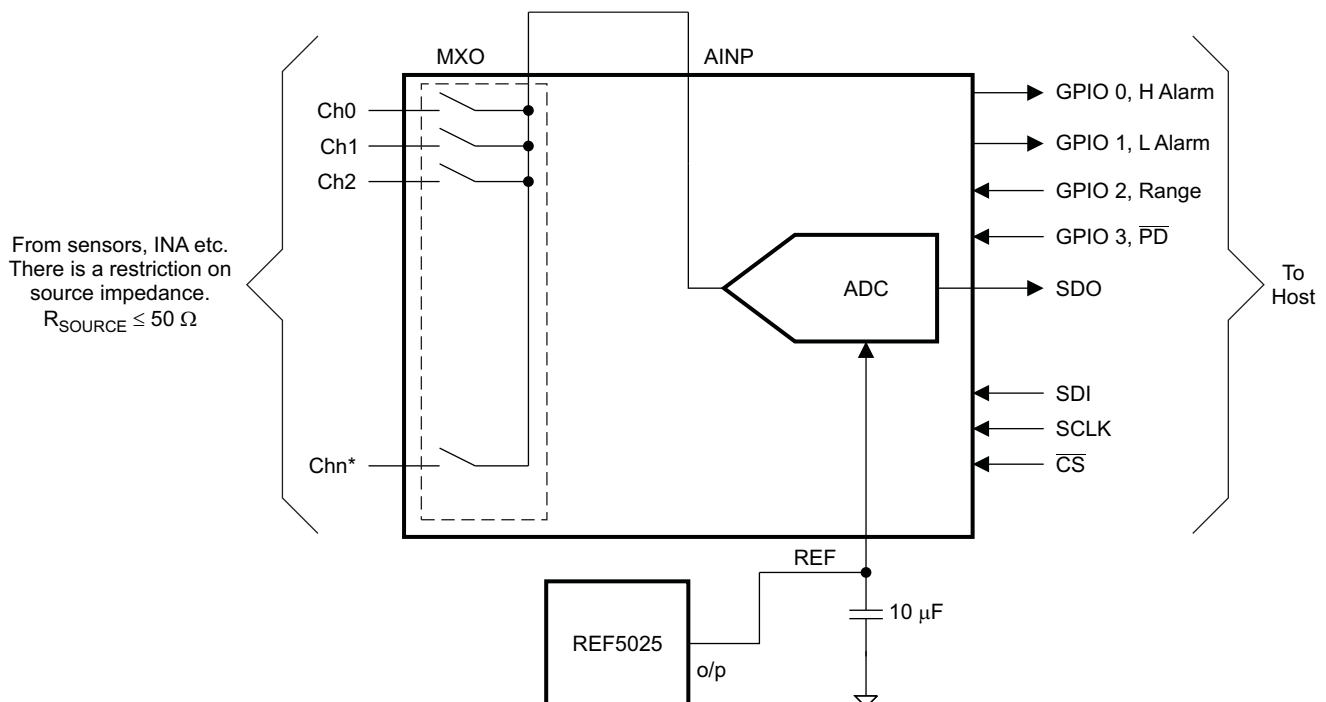 MXO
AINP
Ch0
Ch1
Ch2
Chn*
From sensors, INA etc.
There is a restriction on
source impedance.
R_SOURCE ≤ 50 Ω
ADC
GPIO 0, H Alarm
GPIO 1, L Alarm
GPIO 2, Range
GPIO 3, P̅D̅
SDO
SDI
SCLK
C̅S̅
To
Host
REF
10 μF
REF5025
o/p